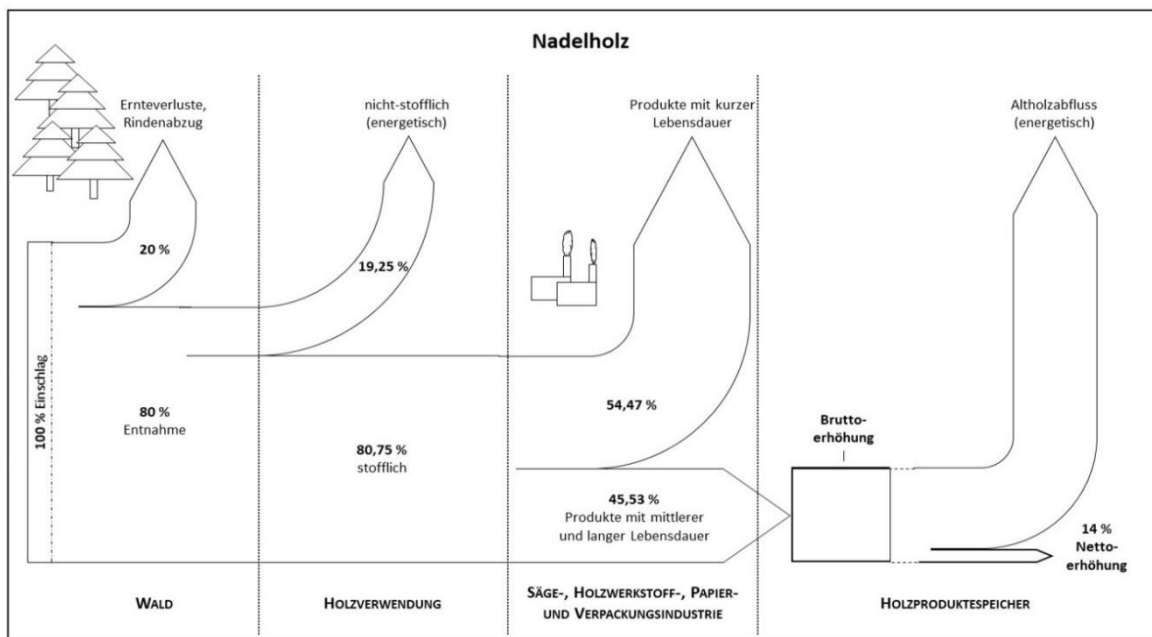 Nadelholz
Ernteverluste,
Rindenabzug
nicht-stofflich
(energetisch)
Produkte mit kurzer
Lebensdauer
Altholzabfluss
(energetisch)
20 %
19,25 %
100 % Einschlag
80 %
Entnahme
80,75 %
stofflich
54,47 %
45,53 %
Produkte mit mittlerer
und langer Lebensdauer
Brutto-
erhöhung
14 %
Netto-
erhöhung
WALD
HOLZVERWENDUNG
SÄGE-, HOLZWERKSTOFF-, PAPIER-
UND VERPACKUNGSINDUSTRIE
HOLZPRODUKTESPEICHER